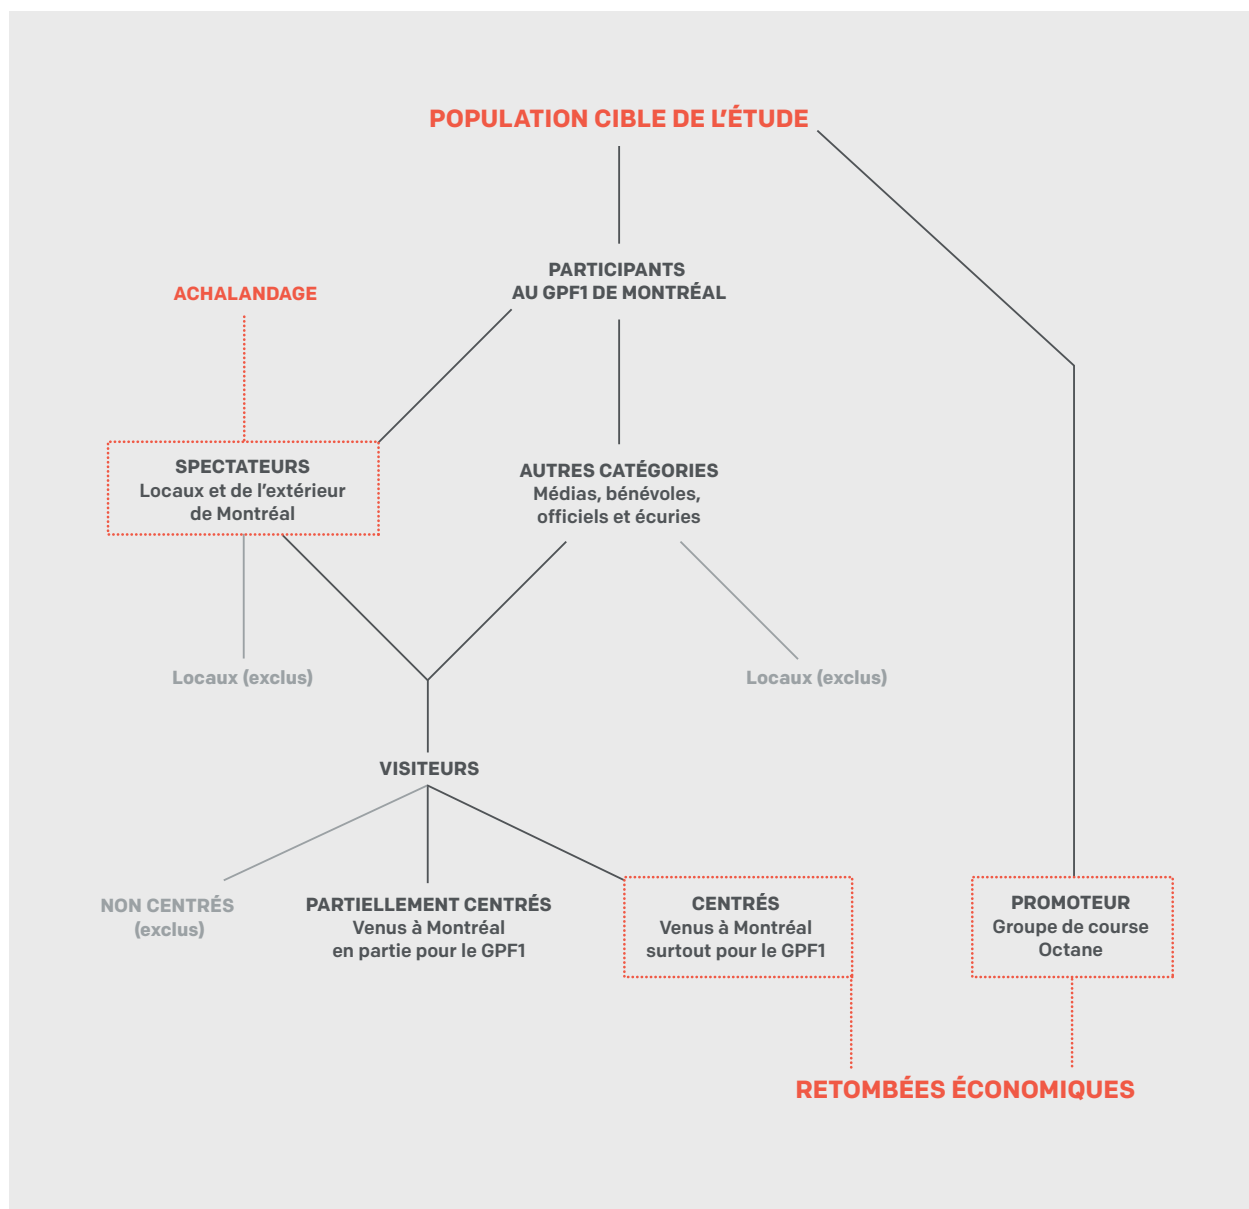 POPULATION CIBLE DE L’ÉTUDE
PARTICIPANTS
AU GPF1 DE MONTRÉAL
ACHALANDAGE
SPECTATEURS
Locaux et de l’extérieur
de Montréal
AUTRES CATÉGORIES
Médias, bénévoles,
officiels et écuries
Locaux (exclus)
Locaux (exclus)
VISITEURS
NON CENTRÉS
(exclus)
PARTIELLEMENT CENTRÉS
Venus à Montréal
en partie pour le GPF1
CENTRÉS
Venus à Montréal
surtout pour le GPF1
PROMOTEUR
Groupe de course
Octane
RETOMBÉES ÉCONOMIQUES